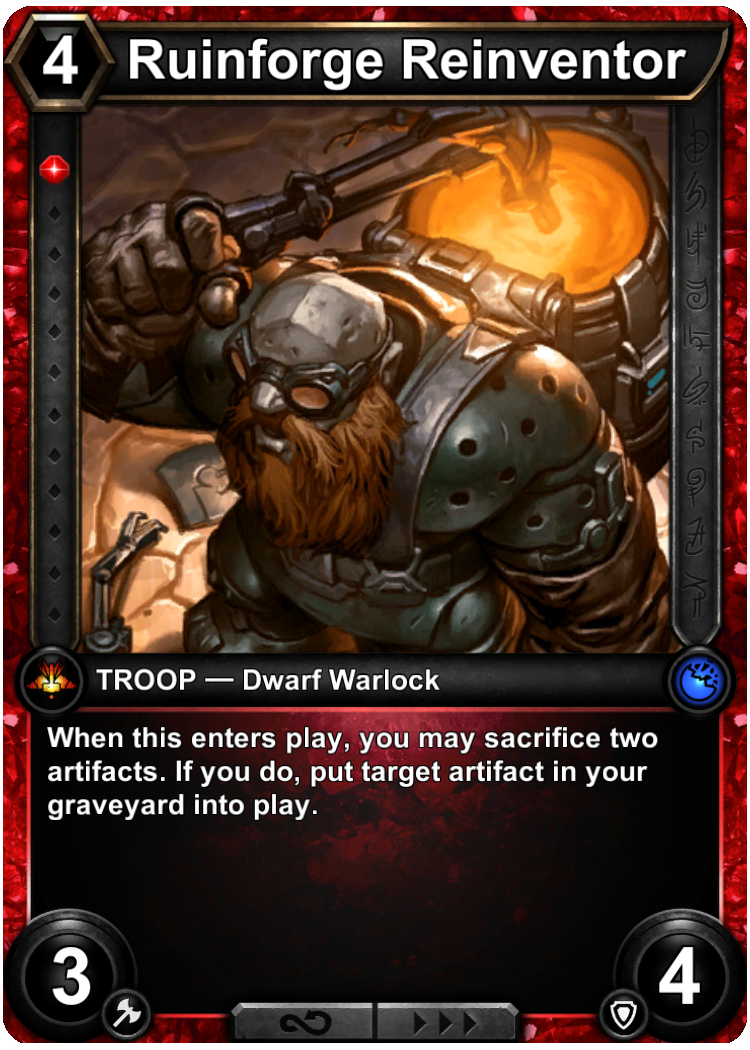 4 Ruinforge Reinventor
TROOP — Dwarf Warlock
When this enters play, you may sacrifice two
artifacts. If you do, put target artifact in your
graveyard into play.
3 4